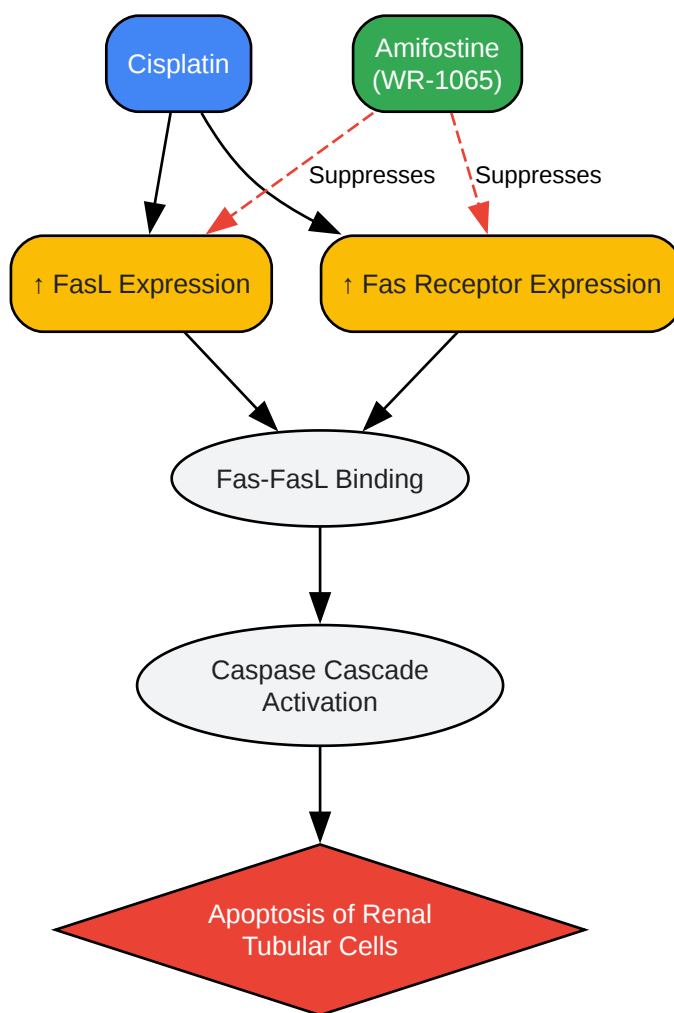 Cisplatin
Amifostine
(WR-1065)
Suppresses
Suppresses
↑ FasL Expression
↑ Fas Receptor Expression
Fas-FasL Binding
Caspase Cascade
Activation
Apoptosis of Renal
Tubular Cells